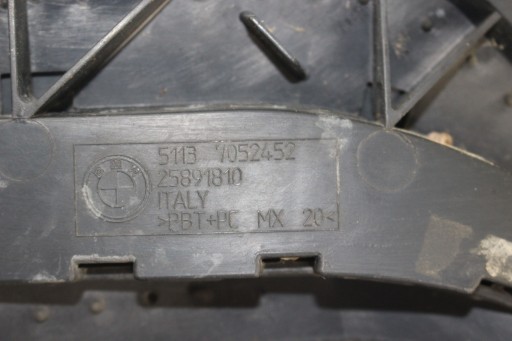 5113 7052452
25891810
ITALY
>PBT+PC MX 20<